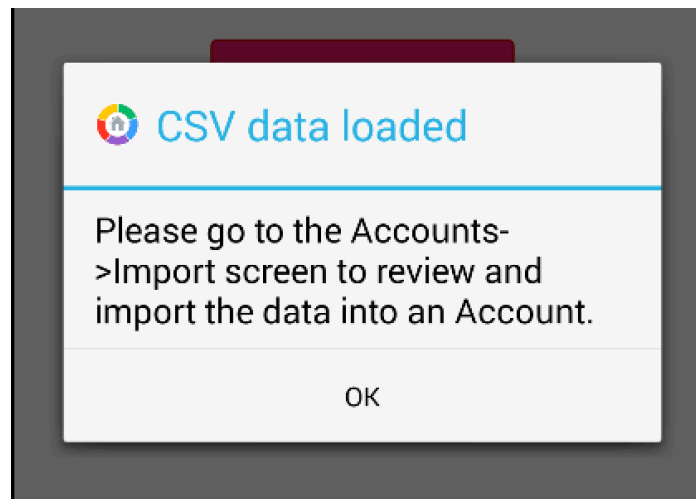 CSV data loaded
Please go to the Accounts-
>Import screen to review and
import the data into an Account.
OK